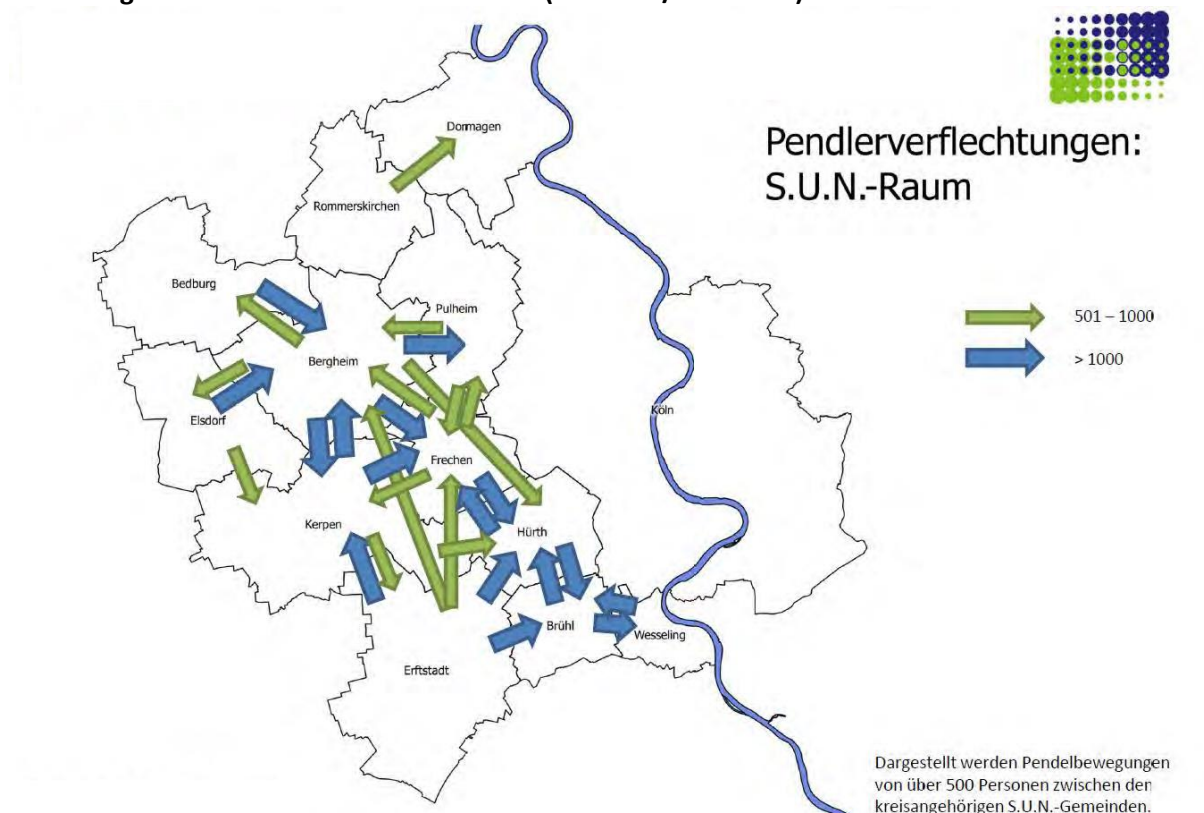 Pendlerverflechtungen:
S.U.N.-Raum
501 – 1000
> 1000
Dormagen
Rommerskirchen
Bedburg
Pulheim
Bergheim
Elsdorf
Köln
Frechen
Kerpen
Hürth
Brühl
Wesseling
Erftstadt
Dargestellt werden Pendelbewegungen
von über 500 Personen zwischen den
kreisangehörigen S.U.N.-Gemeinden.